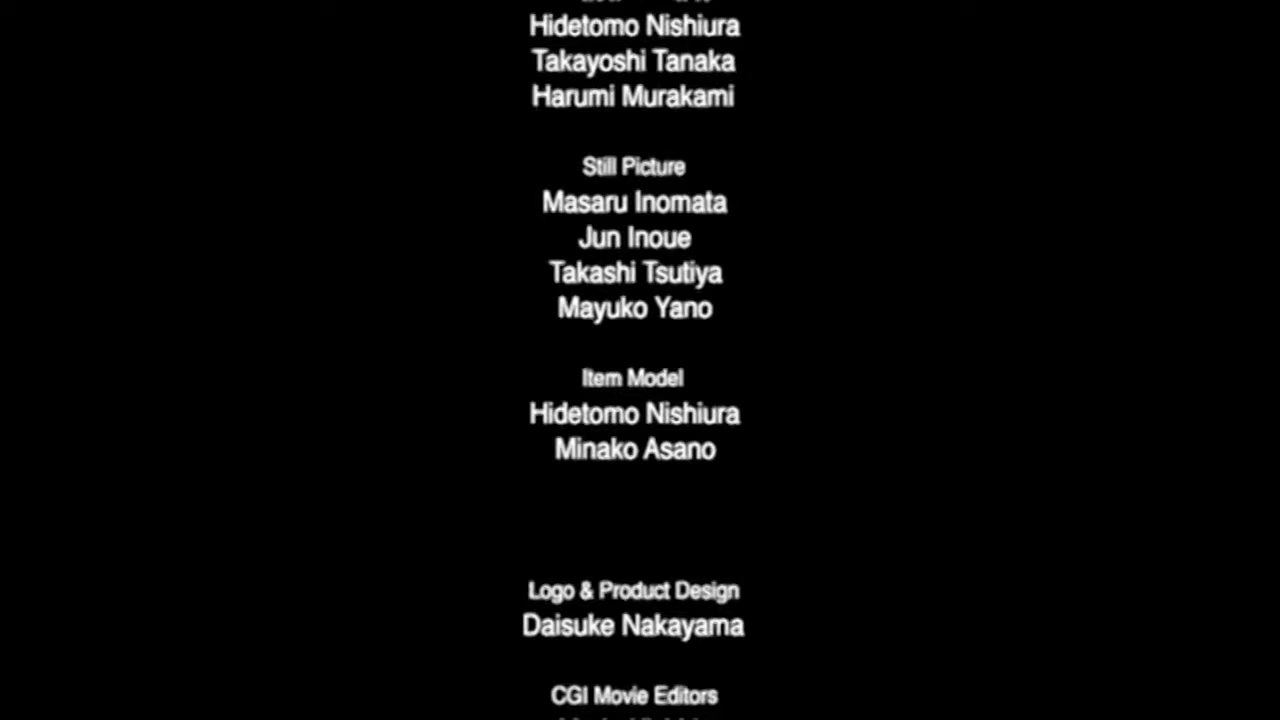 Hidetomo Nishiura
Takayoshi Tanaka
Harumi Murakami
Still Picture
Masaru Inomata
Jun Inoue
Takashi Tsutiya
Mayuko Yano
Item Model
Hidetomo Nishiura
Minako Asano
Logo & Product Design
Daisuke Nakayama
CGI Movie Editors